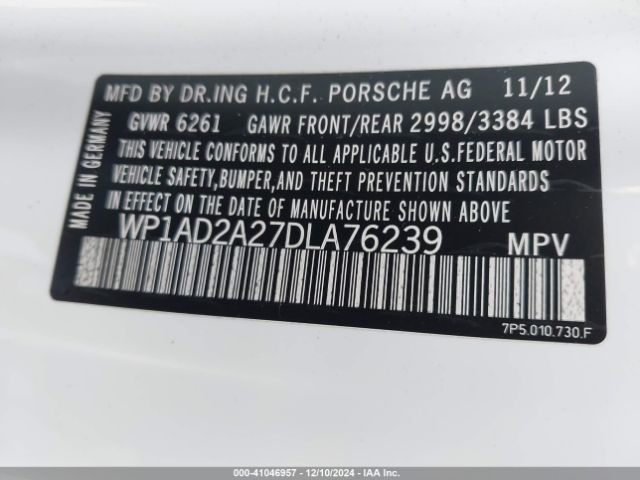 MFD BY DR.ING H.C.F. PORSCHE AG 11/12
GVWR 6261 GAWR FRONT/REAR 2998/3384 LBS
THIS VEHICLE CONFORMS TO ALL APPLICABLE U.S.FEDERAL MOTOR
VEHICLE SAFETY,BUMPER,AND THEFT PREVENTION STANDARDS
IN EFFECT ON THE DATE OF MANUFACTURE SHOWN ABOVE
WP1AD2A27DLA76239 MPV
MADE IN GERMANY
7P5.010.730.F
000-41046957 - 12/10/2024 - IAAI.COM